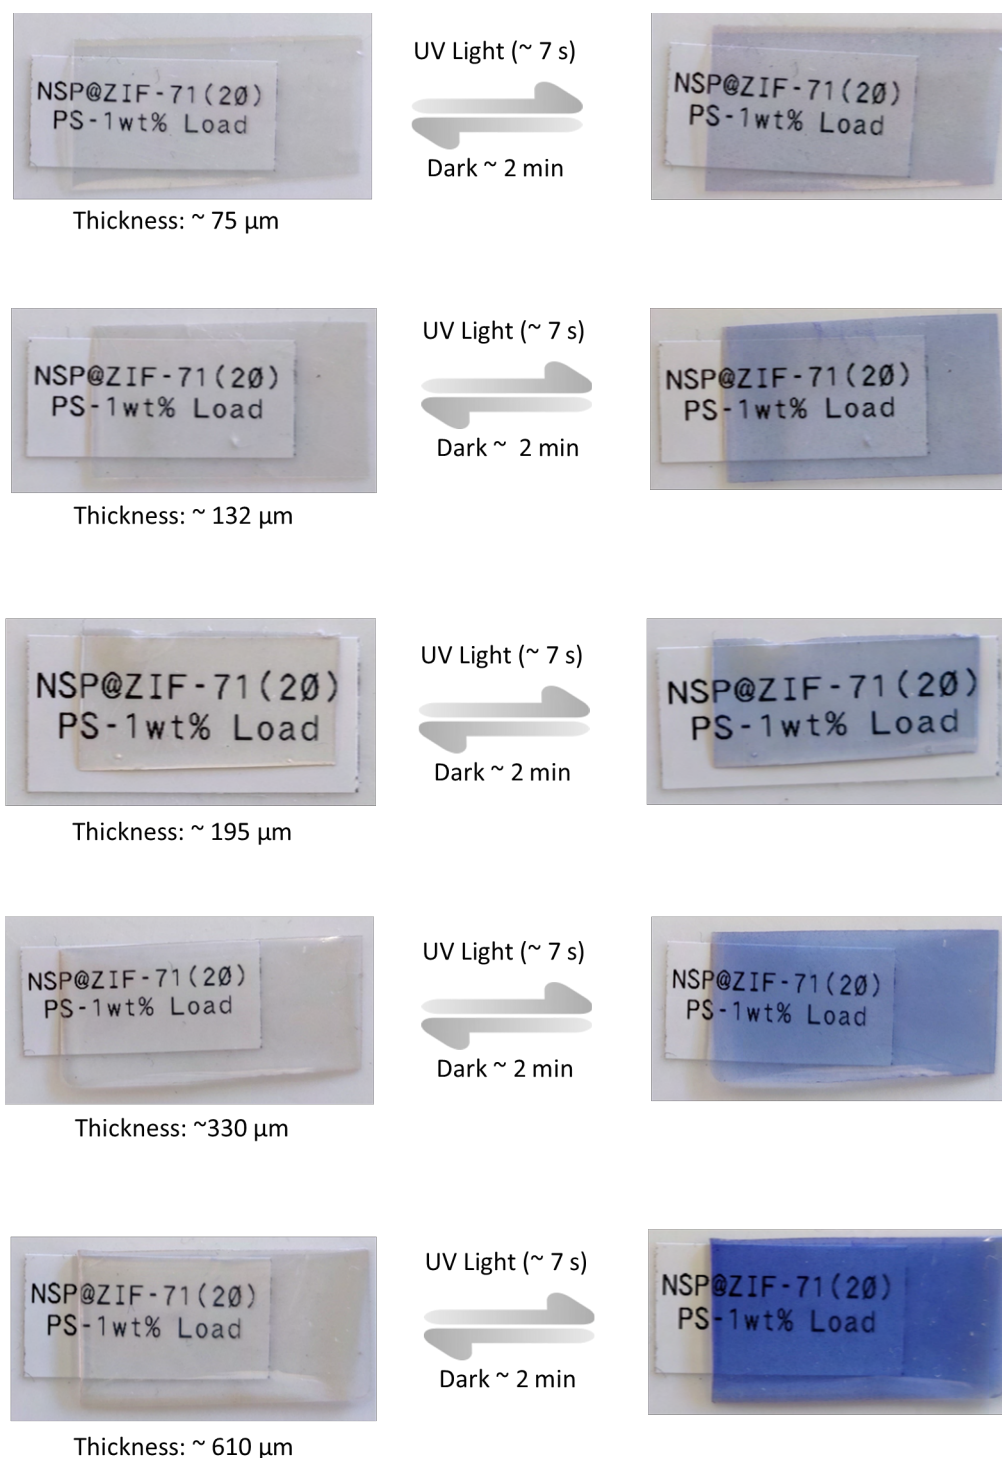 NSP@ZIF-71(20)
PS-1wt% Load
UV Light (~ 7 s)
Dark ~ 2 min
NSP@ZIF-71(20)
PS-1wt% Load
Thickness: ~ 75 µm
NSP@ZIF-71(20)
PS-1wt% Load
UV Light (~ 7 s)
Dark ~ 2 min
NSP@ZIF-71(20)
PS-1wt% Load
Thickness: ~ 132 µm
NSP@ZIF-71(20)
PS-1wt% Load
UV Light (~ 7 s)
Dark ~ 2 min
NSP@ZIF-71(20)
PS-1wt% Load
Thickness: ~ 195 µm
NSP@ZIF-71(20)
PS-1wt% Load
UV Light (~ 7 s)
Dark ~ 2 min
NSP@ZIF-71(20)
PS-1wt% Load
Thickness: ~330 µm
NSP@ZIF-71(20)
PS-1wt% Load
UV Light (~ 7 s)
Dark ~ 2 min
NSP@ZIF-71(20)
PS-1wt% Load
Thickness: ~ 610 µm